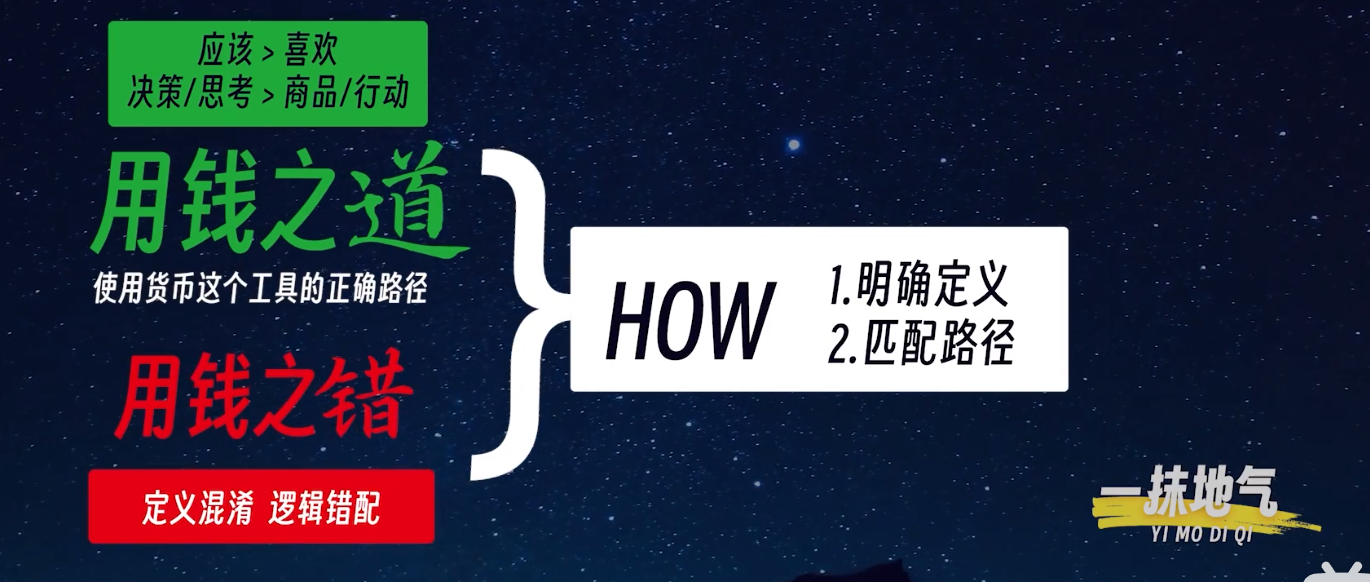 应该 > 喜欢
决策/思考 > 商品/行动
用钱之道
使用货币这个工具的正确路径
用钱之错
定义混淆 逻辑错配
HOW
1.明确定义
2.匹配路径
一抹地气
YI MO DI QI